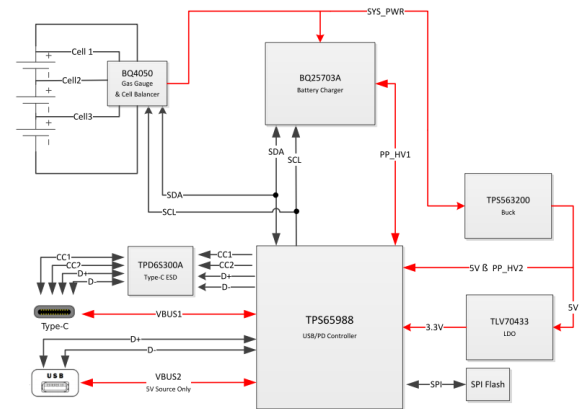 SYS_PWR
Cell 1
Cell2
Cell3
BQ4050
Gas Gauge
& Cell Balancer
BQ25703A
Battery Charger
SDA
SCL
PP_HV1
SDA
SCL
TPS563200
Buck
CC1
CC2
D+
D-
TPD6S300A
Type-C ESD
CC1
CC2
D+
D-
5V ß PP_HV2
5V
Type-C
VBUS1
TPS65988
USB/PD Controller
3.3V
TLV70433
LDO
D+
D-
USB
VBUS2
5V Source Only
SPI
SPI Flash